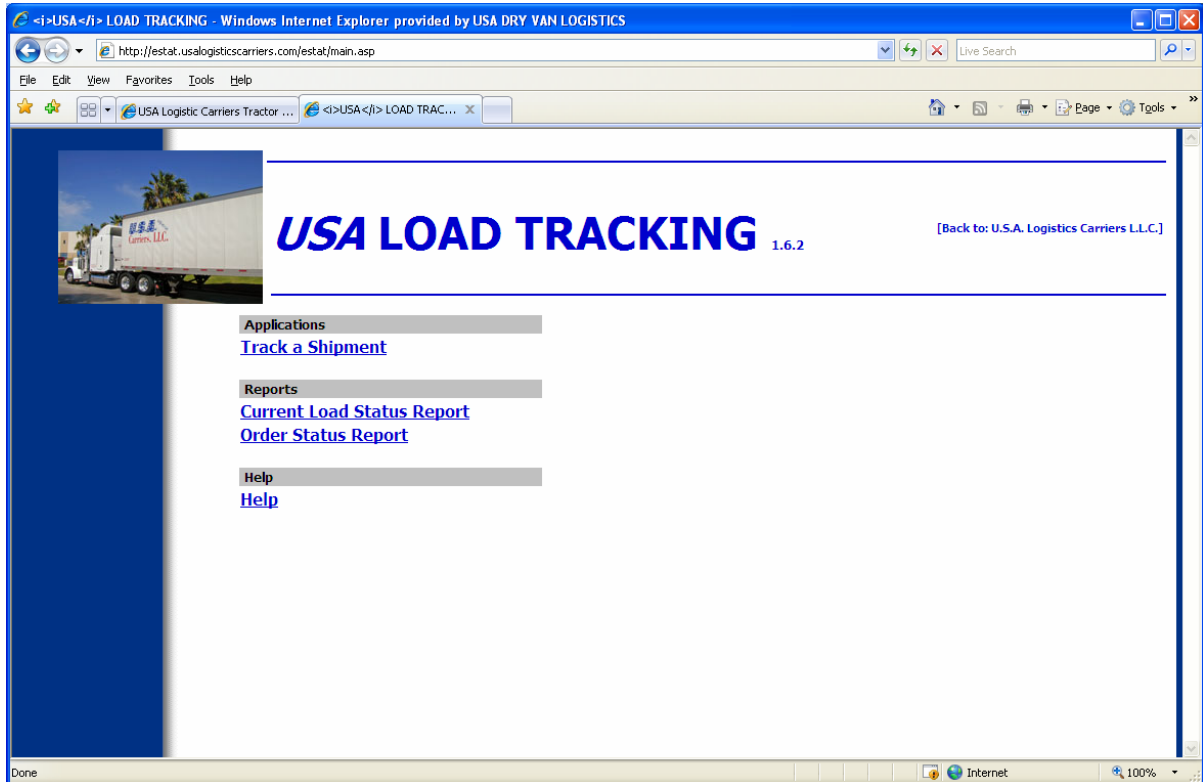 <i>USA</i> LOAD TRACKING - Windows Internet Explorer provided by USA DRY VAN LOGISTICS
http://estat.usalogisticscarriers.com/estat/main.asp
Live Search
File Edit View Favorites Tools Help
USA Logistic Carriers Tractor ...
<i>USA</i> LOAD TRAC...
Page
Tools
Carriers, LLC.
USA LOAD TRACKING 1.6.2
[Back to: U.S.A. Logistics Carriers L.L.C.]
Applications
Track a Shipment
Reports
Current Load Status Report
Order Status Report
Help
Help
Done
Internet
100%